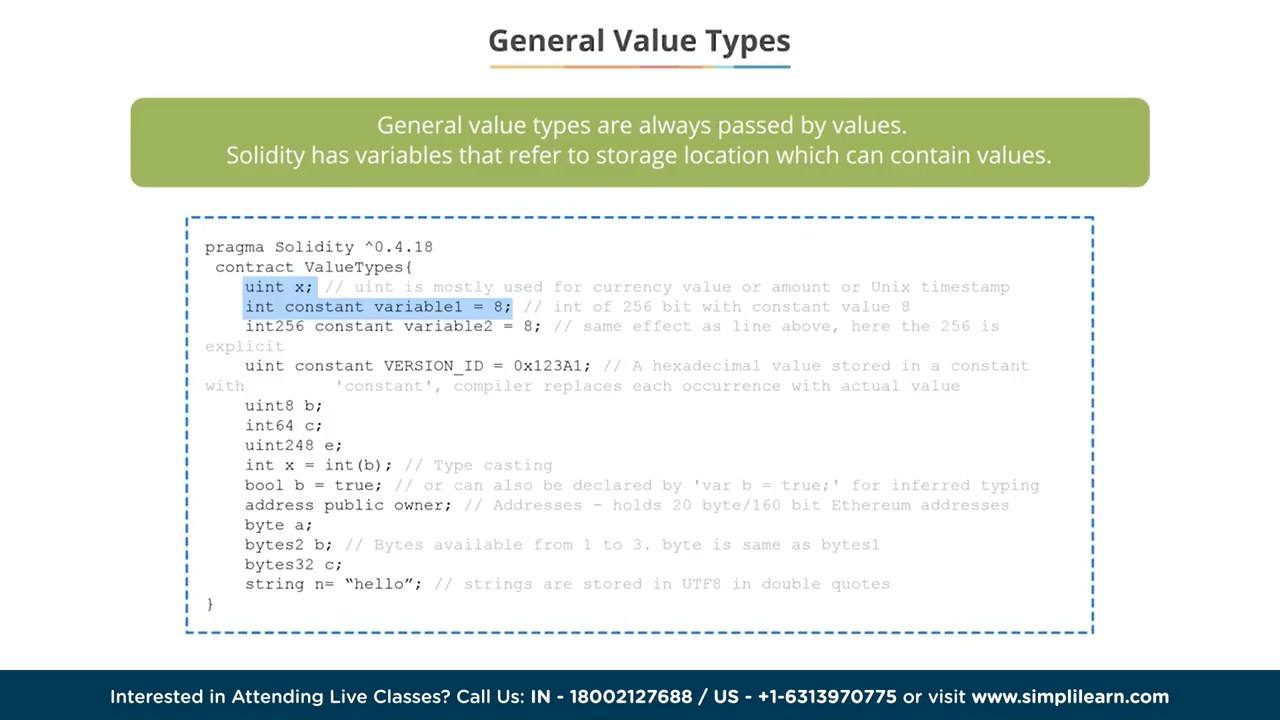 General Value Types
General value types are always passed by values.
Solidity has variables that refer to storage location which can contain values.
pragma Solidity ^0.4.18
contract ValueTypes{
uint x; // uint is mostly used for currency value or amount or Unix timestamp
int constant variable1 = 8; // int of 256 bit with constant value 8
int256 constant variable2 = 8; // same effect as line above, here the 256 is
explicit
uint constant VERSION_ID = 0x123A1; // A hexadecimal value stored in a constant
with 'constant', compiler replaces each occurrence with actual value
uint8 b;
int64 c;
uint248 e;
int x = int(b); // Type casting
bool b = true; // or can also be declared by 'var b = true;' for inferred typing
address public owner; // Addresses - holds 20 byte/160 bit Ethereum addresses
byte a;
bytes2 b; // Bytes available from 1 to 3. byte is same as bytes1
bytes32 c;
string n= “hello”; // strings are stored in UTF8 in double quotes
}
Interested in Attending Live Classes? Call Us: IN - 18002127688 / US - +1-6313970775 or visit www.simplilearn.com